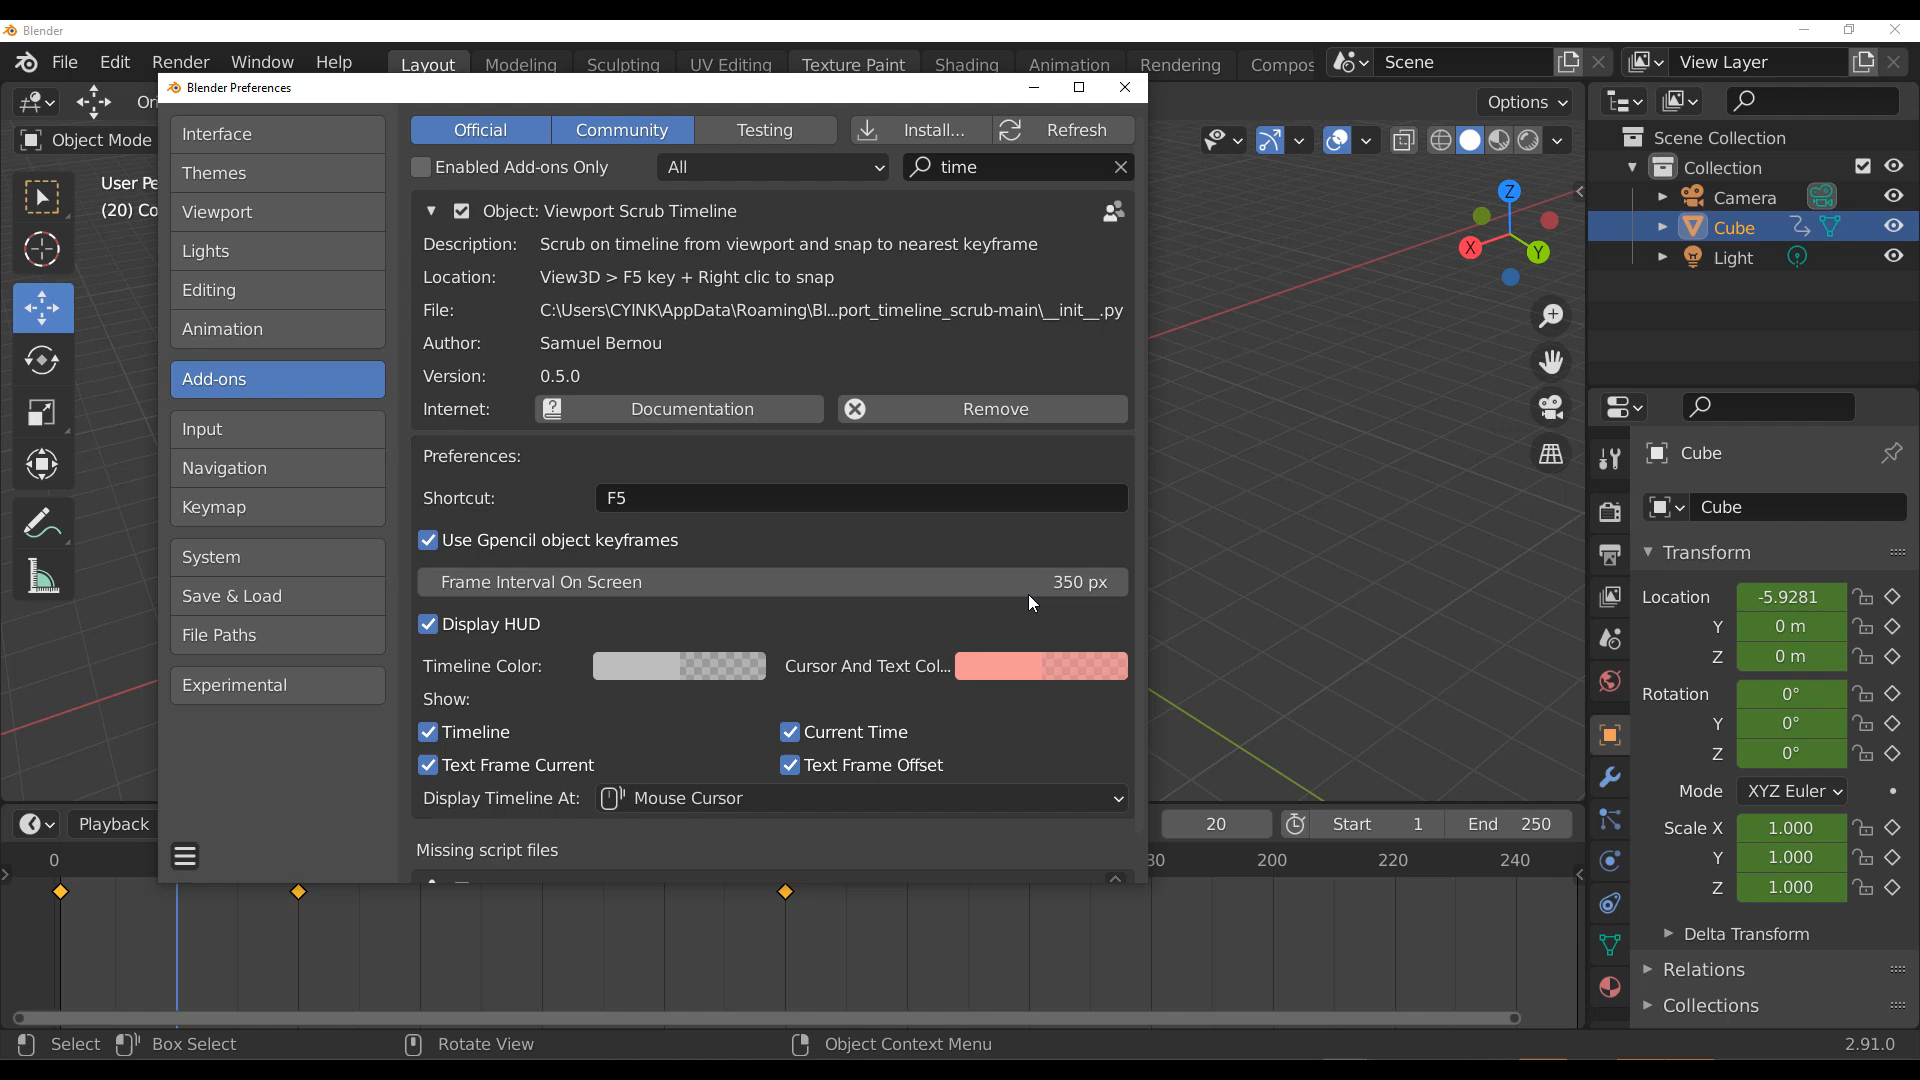 Blender
File Edit Render Window Help Layout Modeling Sculpting UV Editing Texture Paint Shading Animation Rendering Compos Scene View Layer
Blender Preferences
Object Mode
User Pe
(20) Co
Options
Interface
Themes
Viewport
Lights
Editing
Animation
Add-ons
Input
Navigation
Keymap
System
Save & Load
File Paths
Experimental
Official Community Testing Install... Refresh
Enabled Add-ons Only All time
Object: Viewport Scrub Timeline
Description: Scrub on timeline from viewport and snap to nearest keyframe
Location: View3D > F5 key + Right clic to snap
File: C:\Users\CYINK\AppData\Roaming\Bl...port_timeline_scrub-main\__init__.py
Author: Samuel Bernou
Version: 0.5.0
Internet: Documentation Remove
Preferences:
Shortcut: F5
Use Gpencil object keyframes
Frame Interval On Screen 350 px
Display HUD
Timeline Color: Cursor And Text Col...
Show:
Timeline Current Time
Text Frame Current Text Frame Offset
Display Timeline At: Mouse Cursor
Missing script files
Z
X
Y
Scene Collection
Collection
Camera
Cube
Light
Cube
Cube
Transform
Location -5.9281
Y 0 m
Z 0 m
Rotation 0°
Y 0°
Z 0°
Mode XYZ Euler
Scale X 1.000
Y 1.000
Z 1.000
Delta Transform
Relations
Collections
Playback 20 Start 1 End 250
0 80 200 220 240
Select Box Select Rotate View Object Context Menu 2.91.0